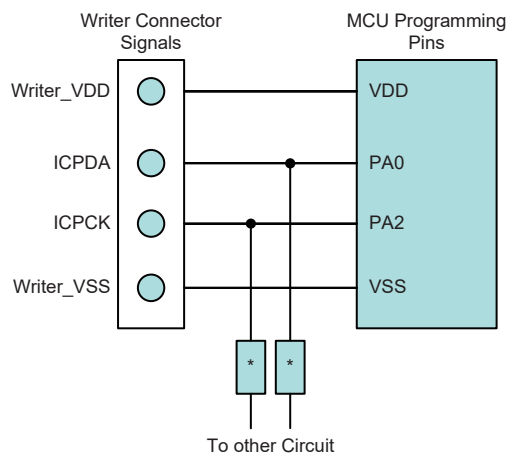 Writer Connector
Signals
MCU Programming
Pins
Writer_VDD
VDD
ICPDA
PA0
ICPCK
PA2
Writer_VSS
VSS
* *
To other Circuit